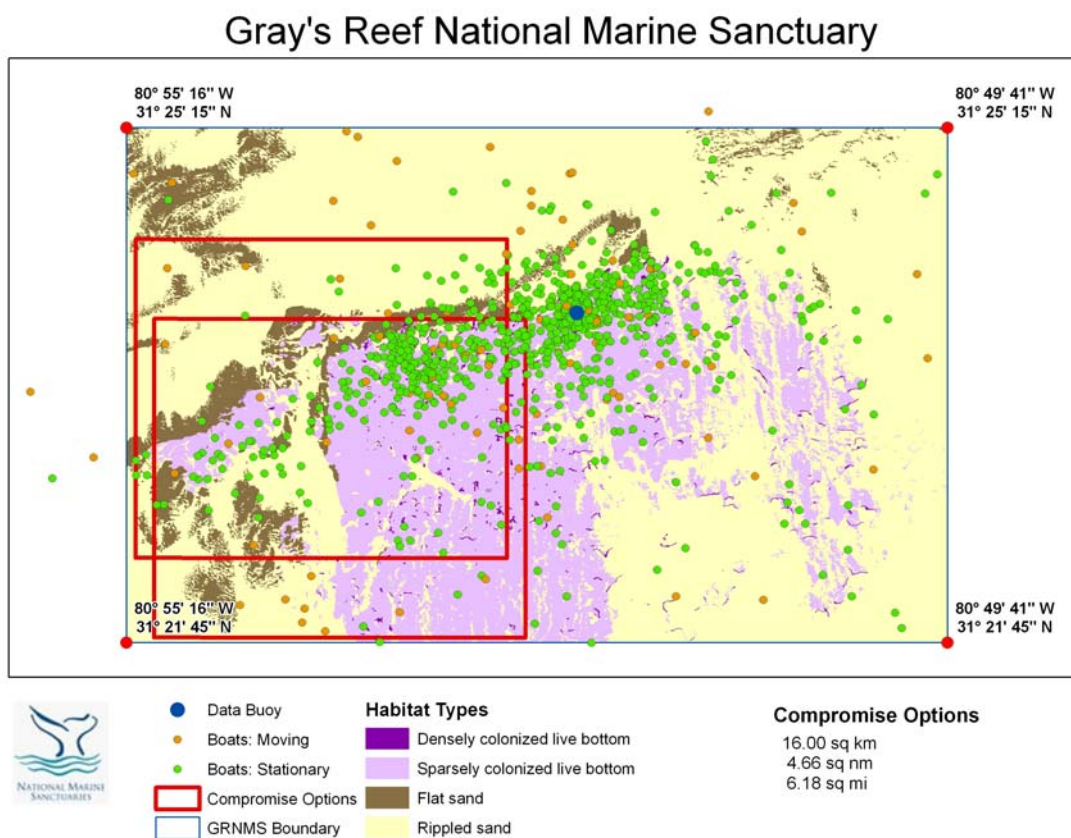 Gray's Reef National Marine Sanctuary
80° 55' 16" W
31° 25' 15" N
80° 49' 41" W
31° 25' 15" N
80° 55' 16" W
31° 21' 45" N
80° 49' 41" W
31° 21' 45" N
NATIONAL MARINE
SANCTUARIES
Data Buoy
Boats: Moving
Boats: Stationary
Compromise Options
GRNMS Boundary
Habitat Types
Densely colonized live bottom
Sparsely colonized live bottom
Flat sand
Rippled sand
Compromise Options
16.00 sq km
4.66 sq nm
6.18 sq mi